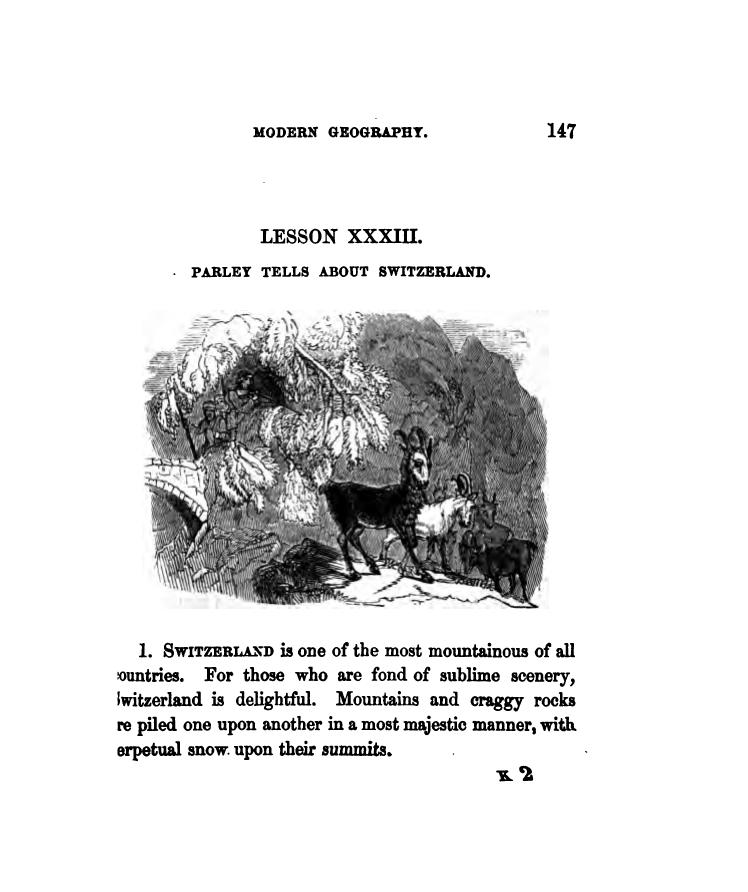 MODERN GEOGRAPHY. 147
LESSON XXXIII.
PARLEY TELLS ABOUT SWITZERLAND.
1. SWITZERLAND is one of the most mountainous of all
countries. For those who are fond of sublime scenery,
Switzerland is delightful. Mountains and craggy rocks
re piled one upon another in a most majestic manner, with
erpetual snow upon their summits.
K 2